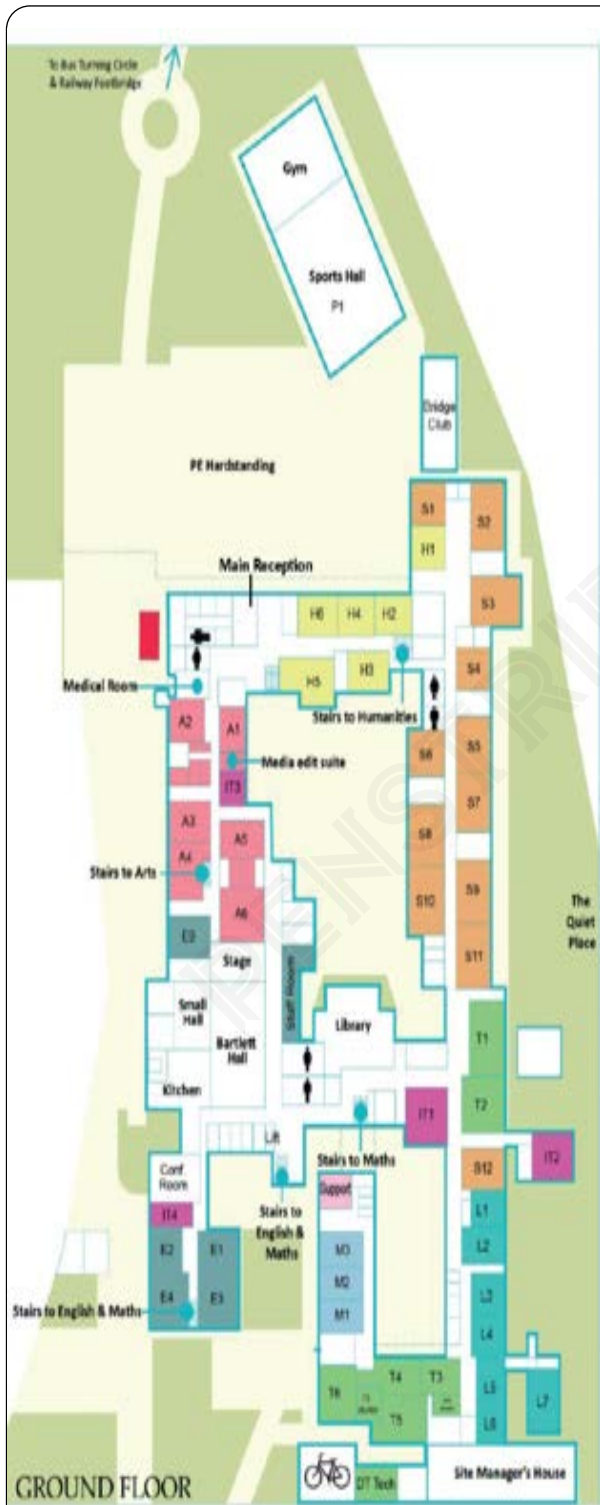 To Bus Turning Circle
& Railway Footbridge
Gym
Sports Hall
P1
Bridge
Club
PE Hardstanding
S1
S2
H1
Main Reception
S3
H6
H4
H2
S4
H3
H5
Medical Room
Stairs to Humanities
A2
A1
S6
S5
Media edit suite
IT3
S7
A3
A5
S8
A4
Stairs to Arts
S9
A6
S10
The
Quiet
Place
S11
Stage
Staff Room
Small
Hall
Bartlett
Hall
Library
T1
Kitchen
T2
IT1
Lift
Stairs to Maths
IT2
Conf.
Room
S12
Support
Stairs to
English &
Maths
IT4
L1
L2
E2
E1
M3
M2
L3
E4
E3
Stairs to English & Maths
M1
L4
T6
T4
T3
L5
L7
T5
L6
DT Tech
Site Manager's House
GROUND FLOOR
PENSTRIP